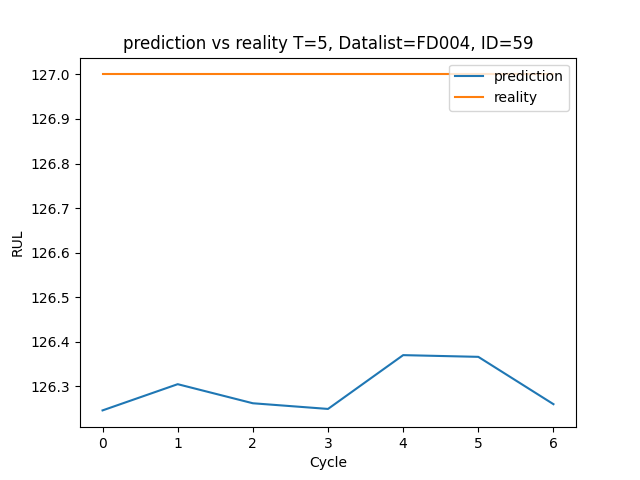 prediction vs reality T=5, Datalist=FD004, ID=59
127.0
126.9
126.8
126.7
126.6
126.5
126.4
126.3
RUL
prediction
reality
0 1 2 3 4 5 6
Cycle